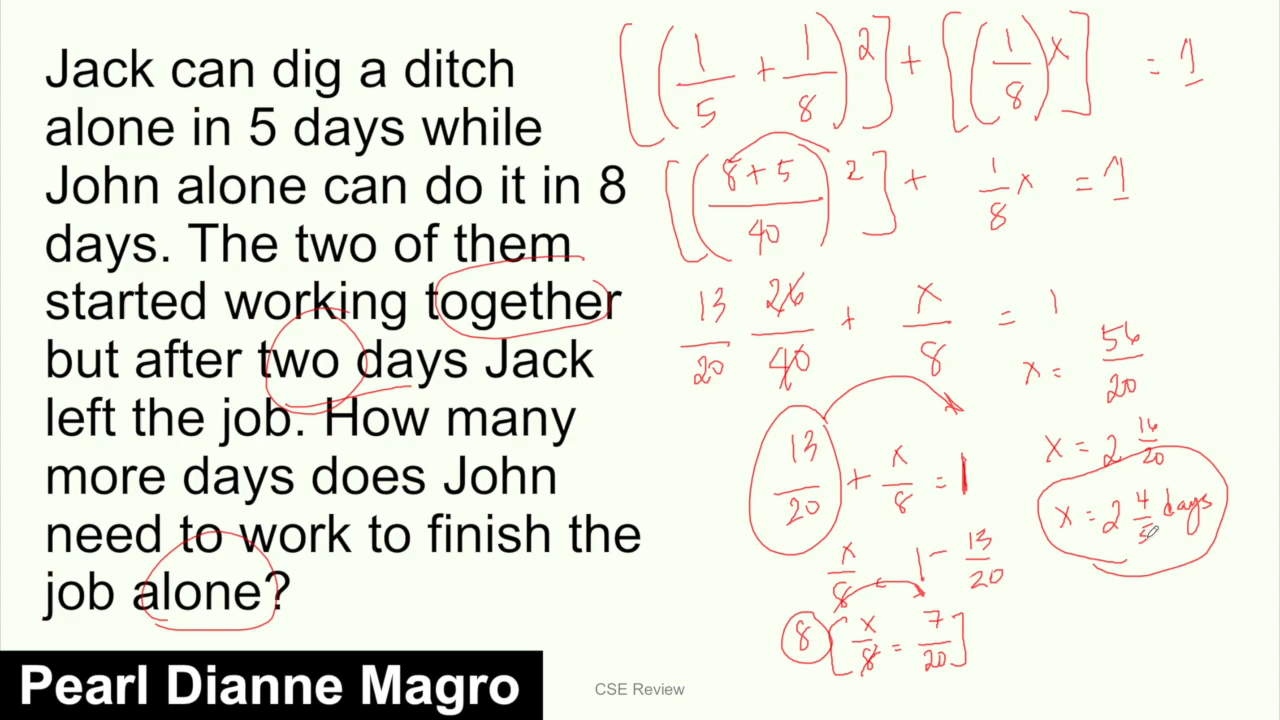 Jack can dig a ditch
alone in 5 days while
John alone can do it in 8
days. The two of them
started working together
but after two days Jack
left the job. How many
more days does John
need to work to finish the
job alone?
[(1/5 + 1/8) 2] + [(1/8) x] = 1
[(8+5/40) 2] + 1/8 x = 1
13/20 26/40 + x/8 = 1
13/20 + x/8 = 1
x/8 1 - 13/20
8 [x/8 = 7/20]
x = 56/20
x = 2 16/20
x = 2 4/5 days
Pearl Dianne Magro
CSE Review